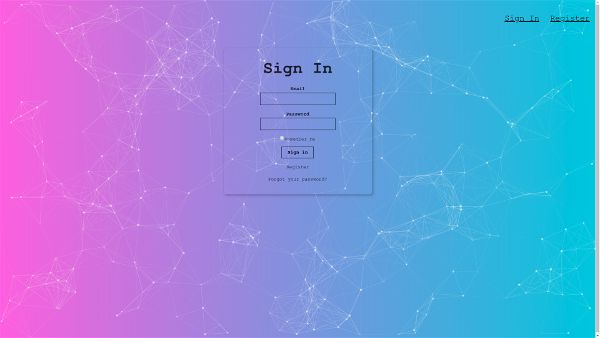 Sign In Register
Sign In
Email
Password
Remember me
Sign in
Register
Forgot your password?